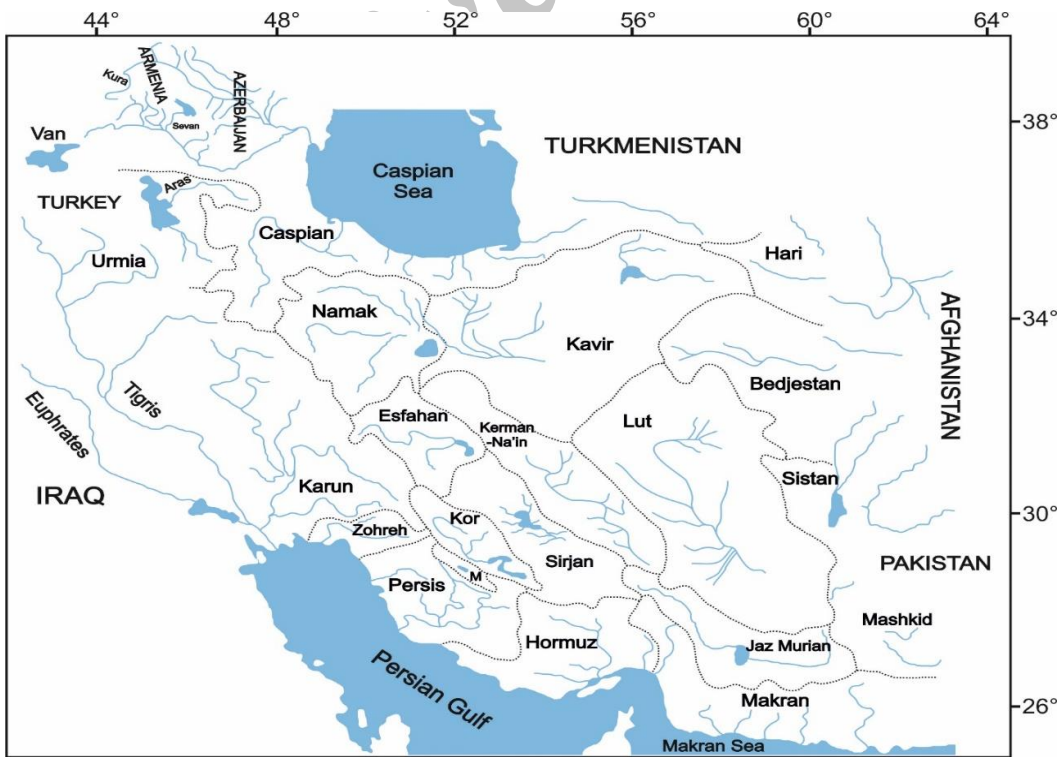 44° 48° 52° 56° 60° 64°
38°
34°
30°
26°
Kura
ARMENIA
AZERBAIJAN
Sevan
Van
TURKEY
Aras
Caspian
Sea
TURKMENISTAN
Caspian
Hari
Urmia
Namak
Kavir
AFGHANISTAN
Bedjestan
Tigris
Euphrates
Esfahan
Kerman
-Na'in
Lut
Sistan
IRAQ
Karun
Kor
Zohreh
Sirjan
M
Persis
PAKISTAN
Mashkid
Hormuz
Jaz Murian
Persian Gulf
Makran
Makran Sea